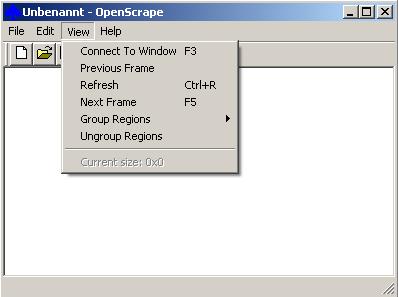 Unbenannt - OpenScrape
File Edit View Help
Connect To Window F3
Previous Frame
Refresh Ctrl+R
Next Frame F5
Group Regions
Ungroup Regions
Current size: 0x0